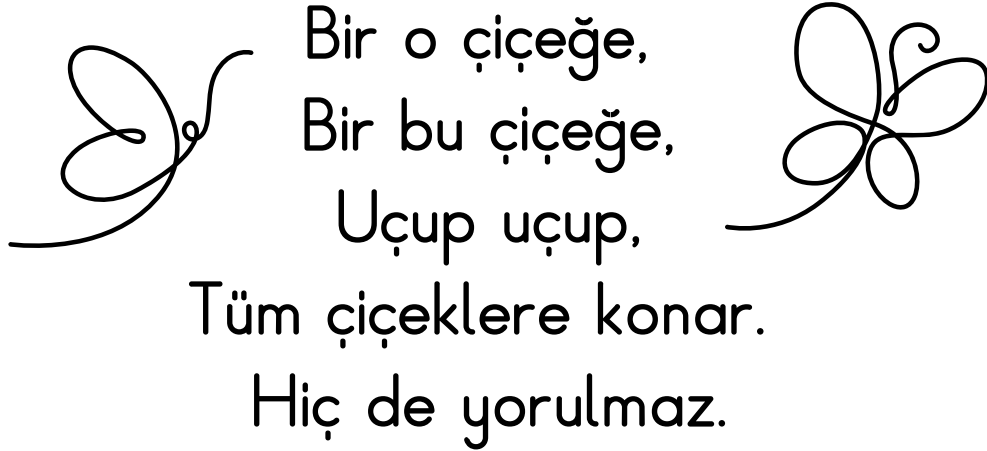 Bir o çiçeğe,
Bir bu çiçeğe,
Uçup uçup,
Tüm çiçeklere konar.
Hiç de yorulmaz.